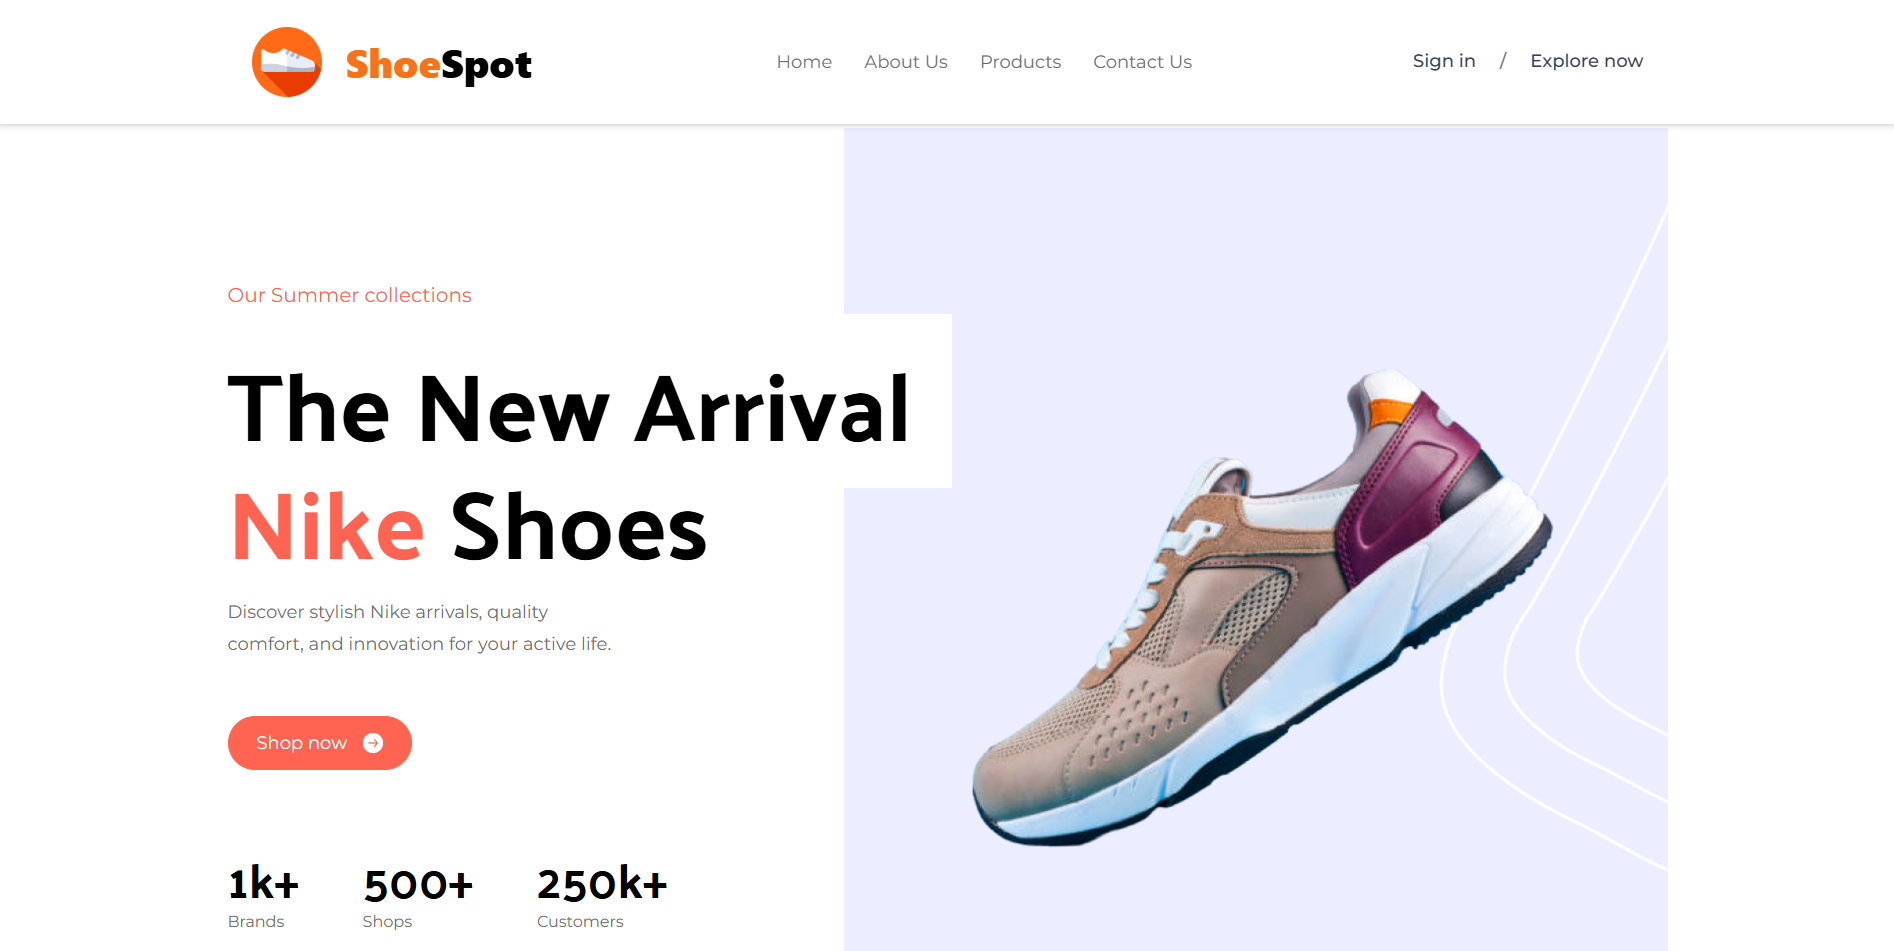 ShoeSpot
Home About Us Products Contact Us
Sign in / Explore now
Our Summer collections
The New Arrival
Nike Shoes
Discover stylish Nike arrivals, quality
comfort, and innovation for your active life.
Shop now
1k+ 500+ 250k+
Brands Shops Customers